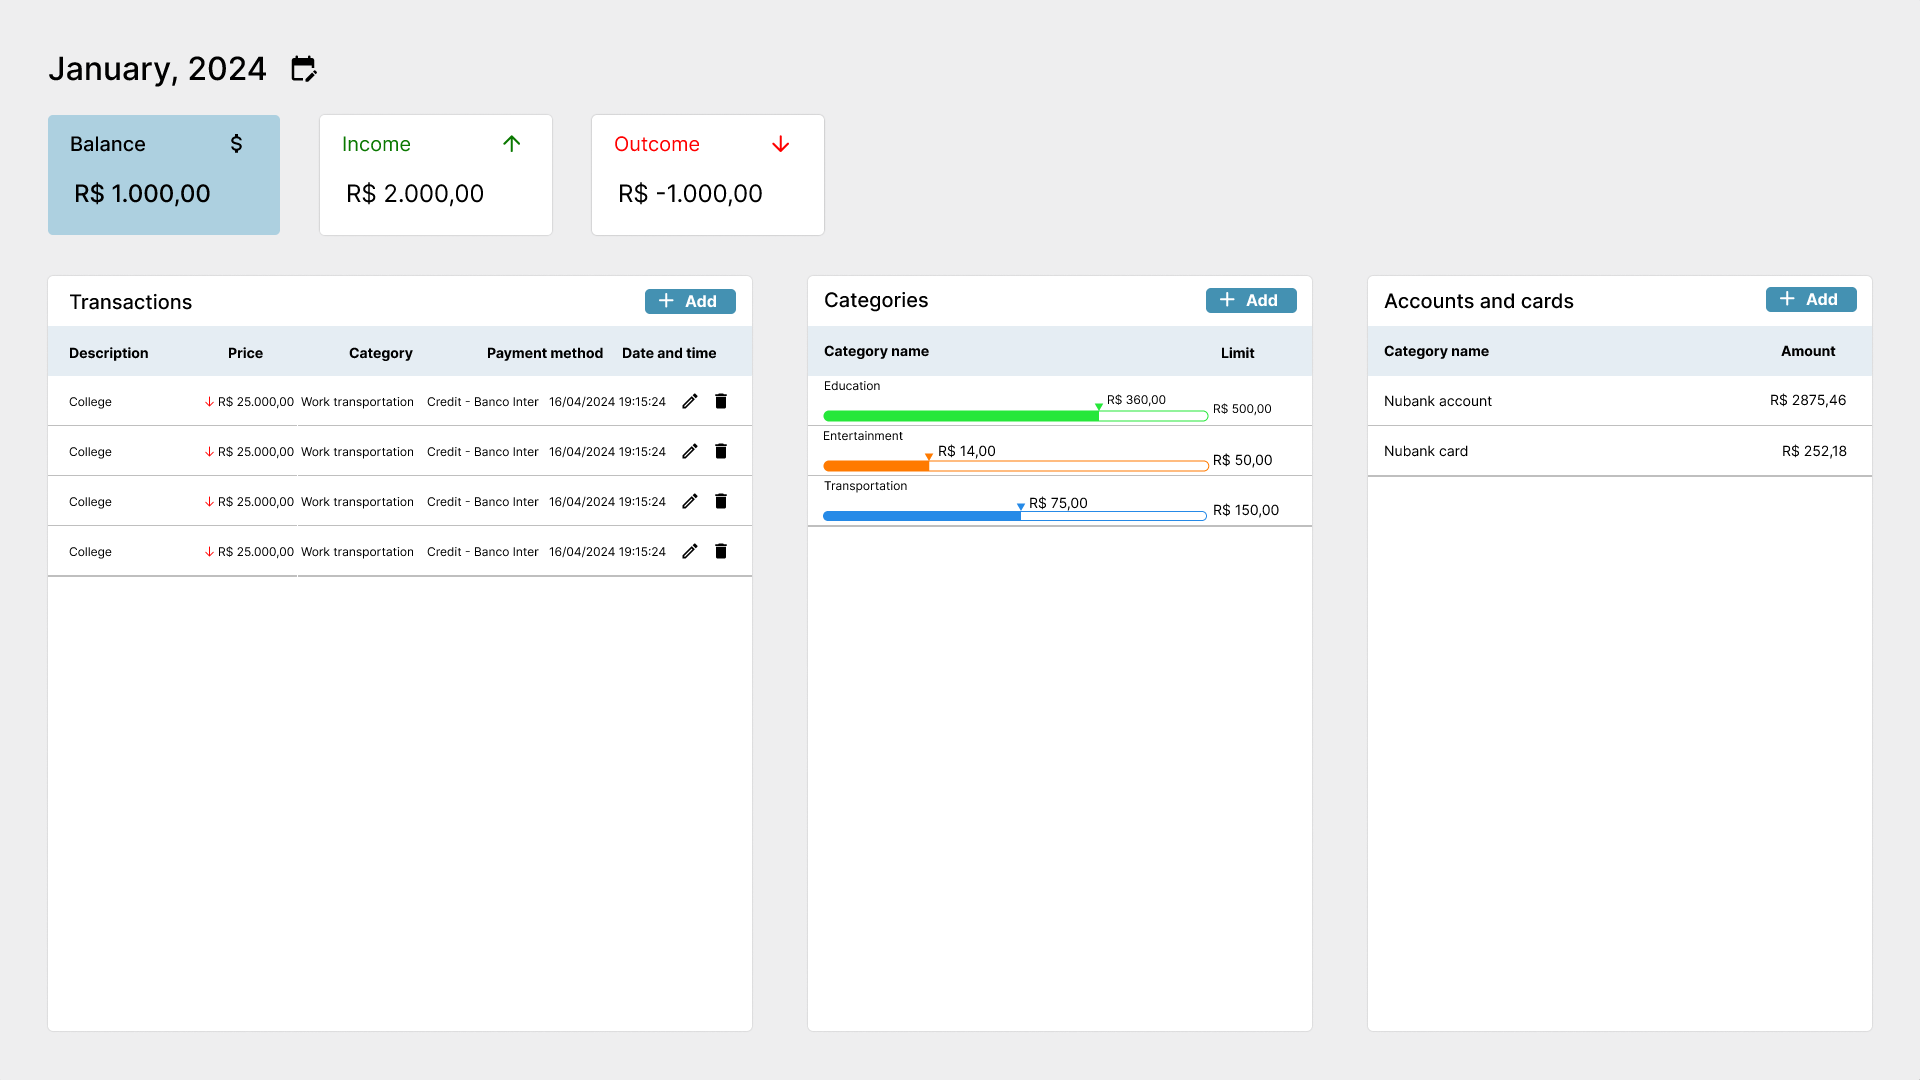 January, 2024
Balance $
R$ 1.000,00
Income
R$ 2.000,00
Outcome
R$ -1.000,00
Transactions
+ Add
Description Price Category Payment method Date and time
College R$ 25.000,00 Work transportation Credit - Banco Inter 16/04/2024 19:15:24
College R$ 25.000,00 Work transportation Credit - Banco Inter 16/04/2024 19:15:24
College R$ 25.000,00 Work transportation Credit - Banco Inter 16/04/2024 19:15:24
College R$ 25.000,00 Work transportation Credit - Banco Inter 16/04/2024 19:15:24
Categories
+ Add
Category name Limit
Education
R$ 360,00
R$ 500,00
Entertainment
R$ 14,00
R$ 50,00
Transportation
R$ 75,00
R$ 150,00
Accounts and cards
+ Add
Category name Amount
Nubank account R$ 2875,46
Nubank card R$ 252,18